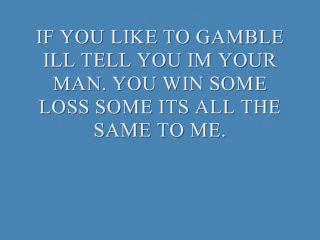 IF YOU LIKE TO GAMBLE
ILL TELL YOU IM YOUR
MAN. YOU WIN SOME
LOSS SOME ITS ALL THE
SAME TO ME.